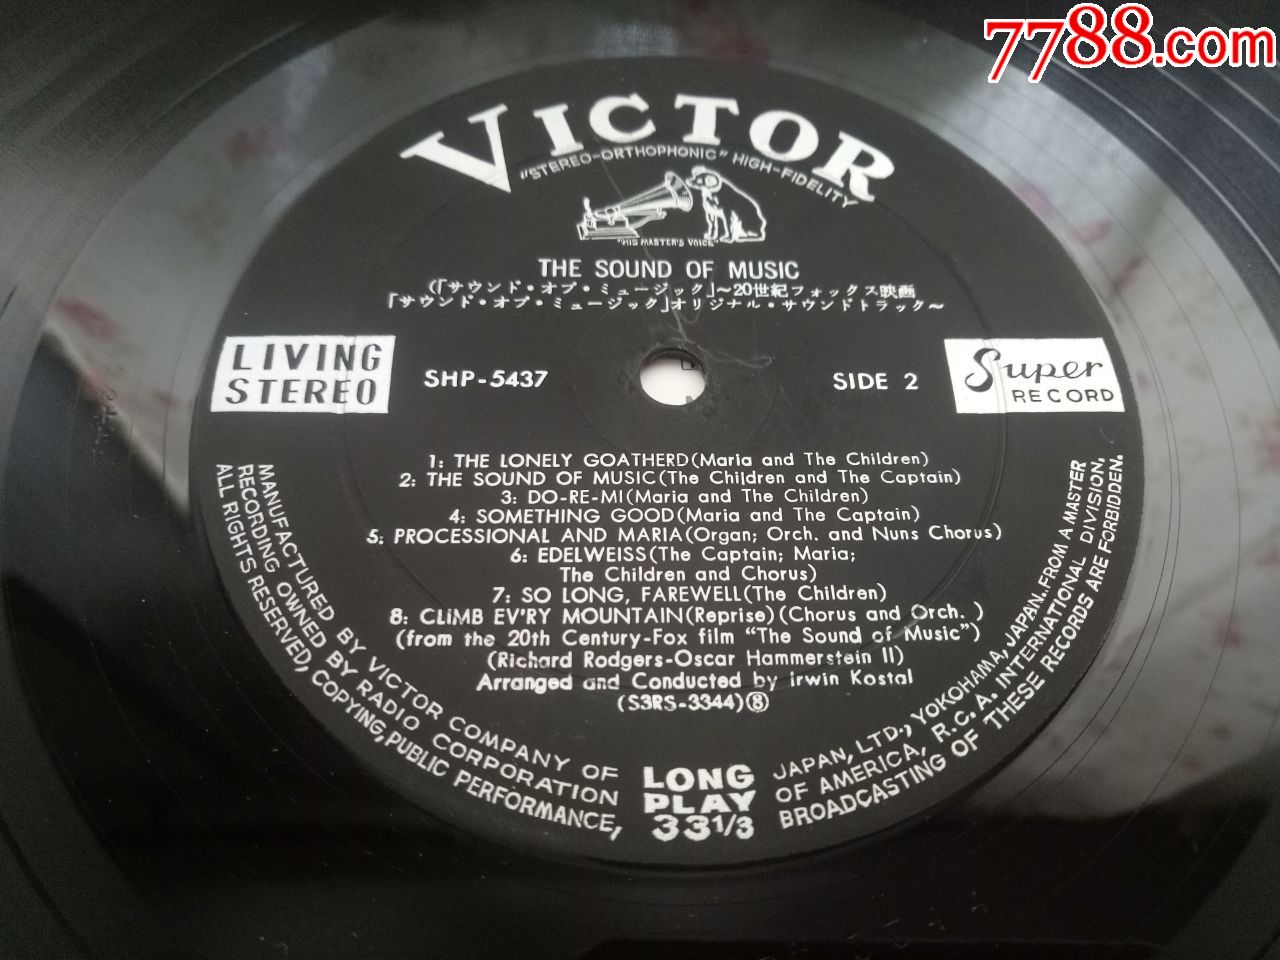 7788.com
VICTOR
"STEREO-ORTHOPHONIC" HIGH-FIDELITY
"HIS MASTER'S VOICE"
THE SOUND OF MUSIC
(「サウンド・オブ・ミュージック」～20世紀フォックス映画
「サウンド・オブ・ミュージック」オリジナル・サウンドトラック～
LIVING
STEREO
SHP-5437
SIDE 2
Super
RECORD
1: THE LONELY GOATHERD(Maria and The Children)
2: THE SOUND OF MUSIC(The Children and The Captain)
3: DO-RE-MI(Maria and The Children)
4: SOMETHING GOOD(Maria and The Captain)
5: PROCESSIONAL AND MARIA(Organ; Orch. and Nuns Chorus)
6: EDELWEISS(The Captain; Maria;
The Children and Chorus)
7: SO LONG, FAREWELL(The Children)
8: CLIMB EV'RY MOUNTAIN(Reprise)(Chorus and Orch.)
(from the 20th Century-Fox film "The Sound of Music")
(Richard Rodgers-Oscar Hammerstein II)
Arranged and Conducted by Irwin Kostal
(S3RS-3344)⑧
MANUFACTURED BY VICTOR COMPANY OF JAPAN, LTD., YOKOHAMA, JAPAN. FROM A MASTER
RECORDING OWNED BY RADIO CORPORATION OF AMERICA, R.C.A. INTERNATIONAL DIVISION,
ALL RIGHTS RESERVED, COPYING, PUBLIC PERFORMANCE, BROADCASTING OF THESE RECORDS ARE FORBIDDEN.
LONG
PLAY
33 1/3